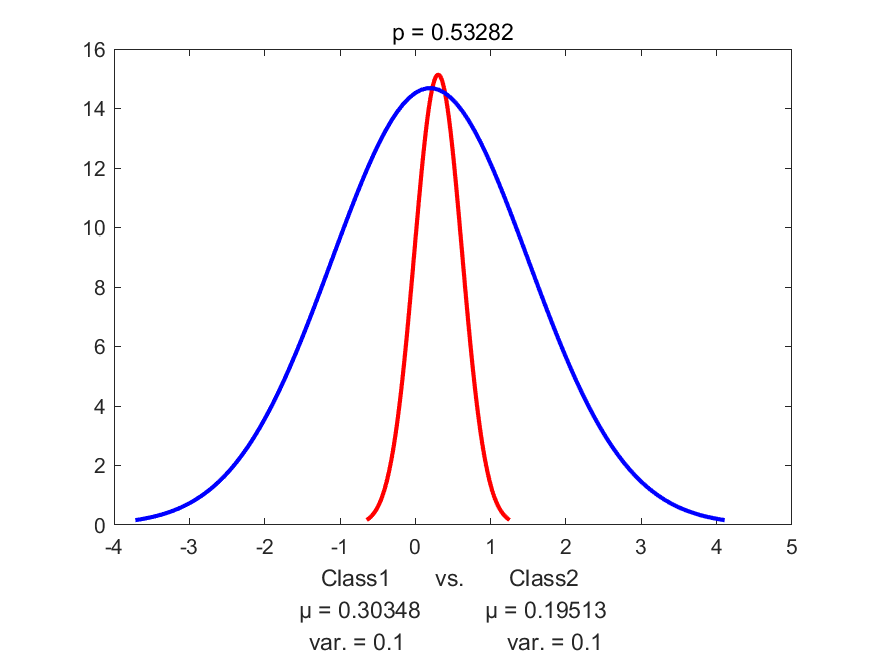 p = 0.53282
16
14
12
10
8
6
4
2
0
-4 -3 -2 -1 0 1 2 3 4 5
Class1 vs. Class2
μ = 0.30348 μ = 0.19513
var. = 0.1 var. = 0.1